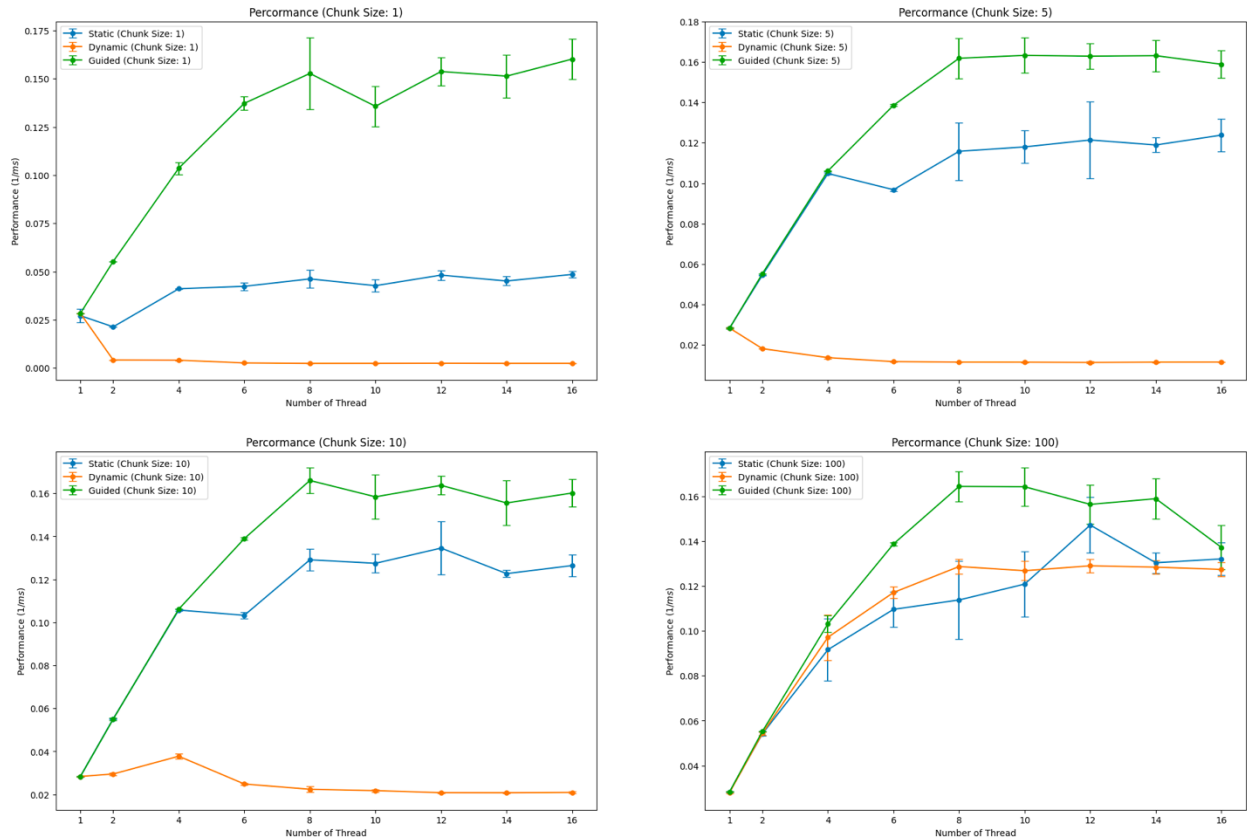 Percormance (Chunk Size: 1)
Static (Chunk Size: 1)
Dynamic (Chunk Size: 1)
Guided (Chunk Size: 1)
Performance (1/ms)
0.175
0.150
0.125
0.100
0.075
0.050
0.025
0.000
1 2 4 6 8 10 12 14 16
Number of Thread
Percormance (Chunk Size: 5)
Static (Chunk Size: 5)
Dynamic (Chunk Size: 5)
Guided (Chunk Size: 5)
Performance (1/ms)
0.18
0.16
0.14
0.12
0.10
0.08
0.06
0.04
0.02
1 2 4 6 8 10 12 14 16
Number of Thread
Percormance (Chunk Size: 10)
Static (Chunk Size: 10)
Dynamic (Chunk Size: 10)
Guided (Chunk Size: 10)
Performance (1/ms)
0.16
0.14
0.12
0.10
0.08
0.06
0.04
0.02
1 2 4 6 8 10 12 14 16
Number of Thread
Percormance (Chunk Size: 100)
Static (Chunk Size: 100)
Dynamic (Chunk Size: 100)
Guided (Chunk Size: 100)
Performance (1/ms)
0.16
0.14
0.12
0.10
0.08
0.06
0.04
1 2 4 6 8 10 12 14 16
Number of Thread